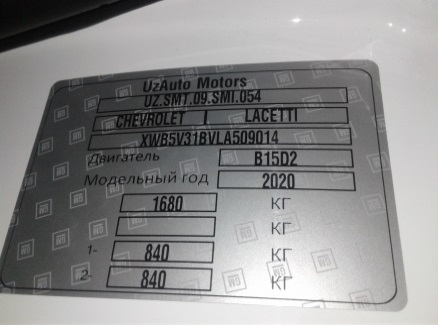 UzAuto Motors
UZ.SMT.09.SMI.054
CHEVROLET LACETTI
XWB5V31BVLA509014
Двигатель B15D2
Модельный год 2020
1680 КГ
КГ
1- 840 КГ
2- 840 КГ